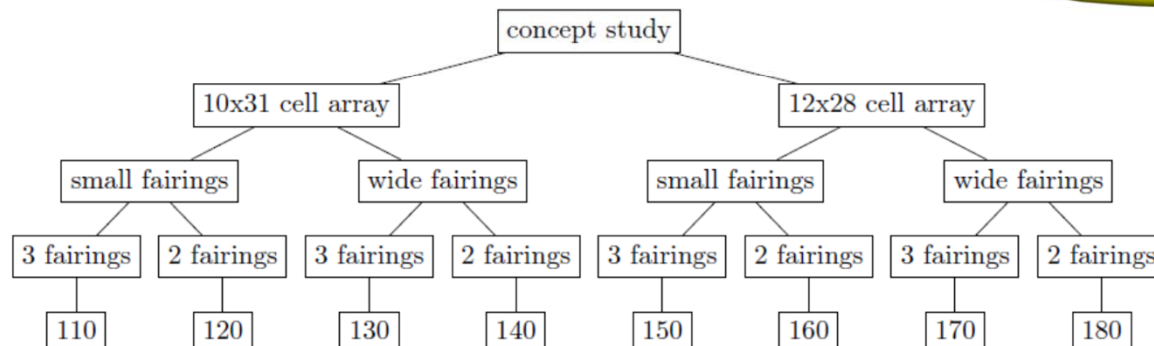 concept study
10x31 cell array 12x28 cell array
small fairings wide fairings small fairings wide fairings
3 fairings 2 fairings 3 fairings 2 fairings 3 fairings 2 fairings 3 fairings 2 fairings
110 120 130 140 150 160 170 180